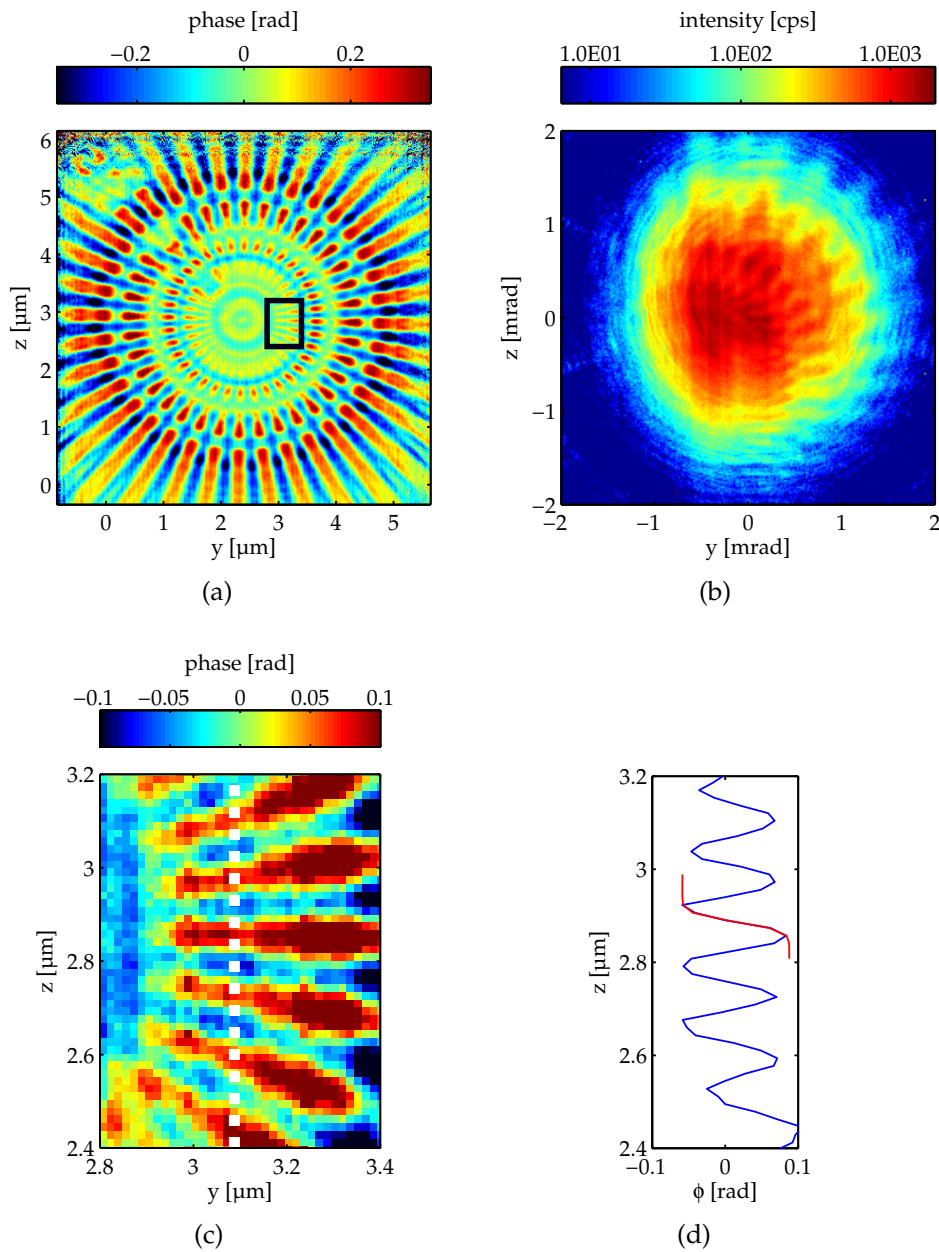 phase [rad]
−0.2 0 0.2
6
5
4
3
2
1
0
z [µm]
0 1 2 3 4 5
y [µm]
(a)
intensity [cps]
1.0E01 1.0E02 1.0E03
2
1
0
−1
−2
z [mrad]
−2 −1 0 1 2
y [mrad]
(b)
phase [rad]
−0.1 −0.05 0 0.05 0.1
3.2
3
2.8
2.6
2.4
z [µm]
2.8 3 3.2 3.4
y [µm]
(c)
3.2
3
2.8
2.6
2.4
z [µm]
−0.1 0 0.1
ϕ [rad]
(d)